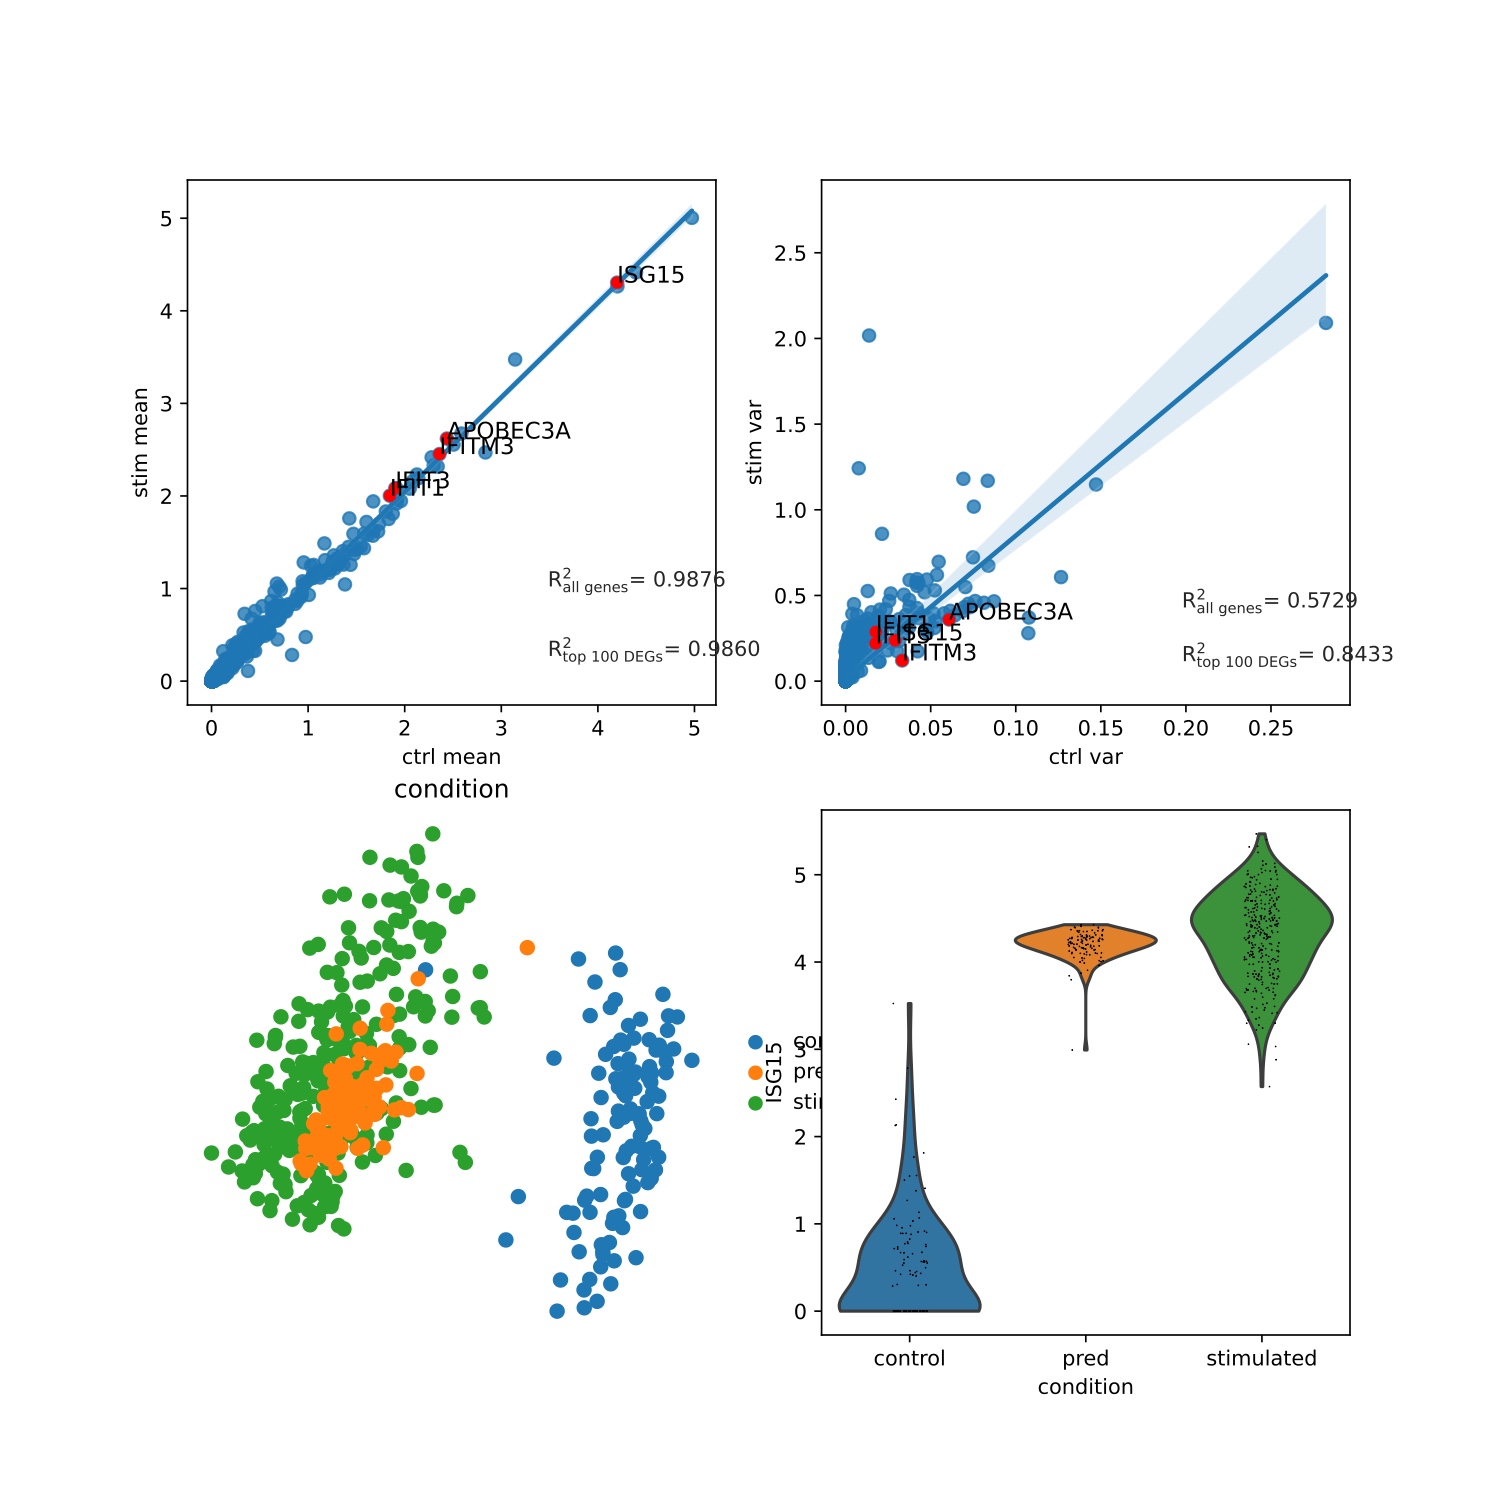 5
4
3
2
1
0
stim mean
ISG15
APOBEC3A
IFITM3
IFIT3
IFIT1
R²all genes= 0.9876
R²top 100 DEGs= 0.9860
0 1 2 3 4 5
ctrl mean
2.5
2.0
1.5
1.0
0.5
0.0
stim var
APOBEC3A
IFIT1
ISG15
IFIT3
IFITM3
R²all genes= 0.5729
R²top 100 DEGs= 0.8433
0.00 0.05 0.10 0.15 0.20 0.25
ctrl var
condition
5
4
3
2
1
0
ISG15
control pred stimulated
condition